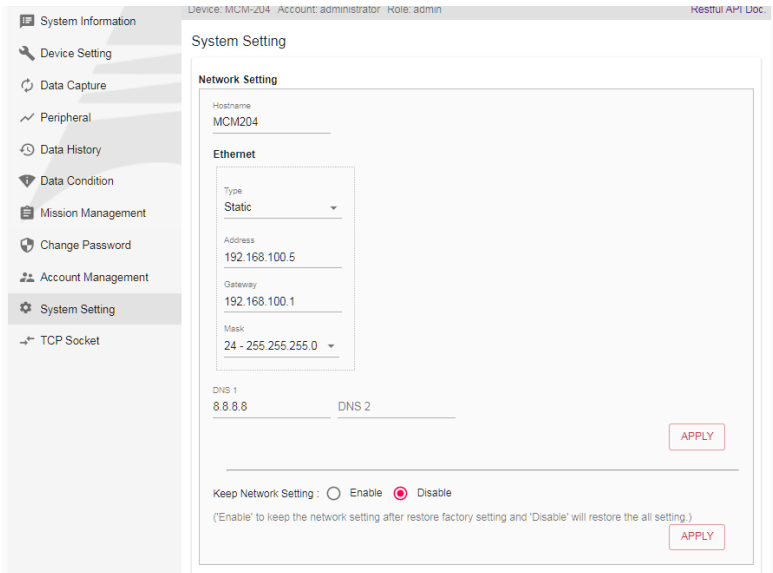 Device: MCM-204 Account: administrator Role: admin
Restful API Doc.
System Information
Device Setting
Data Capture
Peripheral
Data History
Data Condition
Mission Management
Change Password
Account Management
System Setting
TCP Socket
System Setting
Network Setting
Hostname
MCM204
Ethernet
Type
Static
Address
192.168.100.5
Gateway
192.168.100.1
Mask
24 - 255.255.255.0
DNS 1
8.8.8.8 DNS 2
APPLY
Keep Network Setting : Enable Disable
('Enable' to keep the network setting after restore factory setting and 'Disable' will restore the all setting.)
APPLY